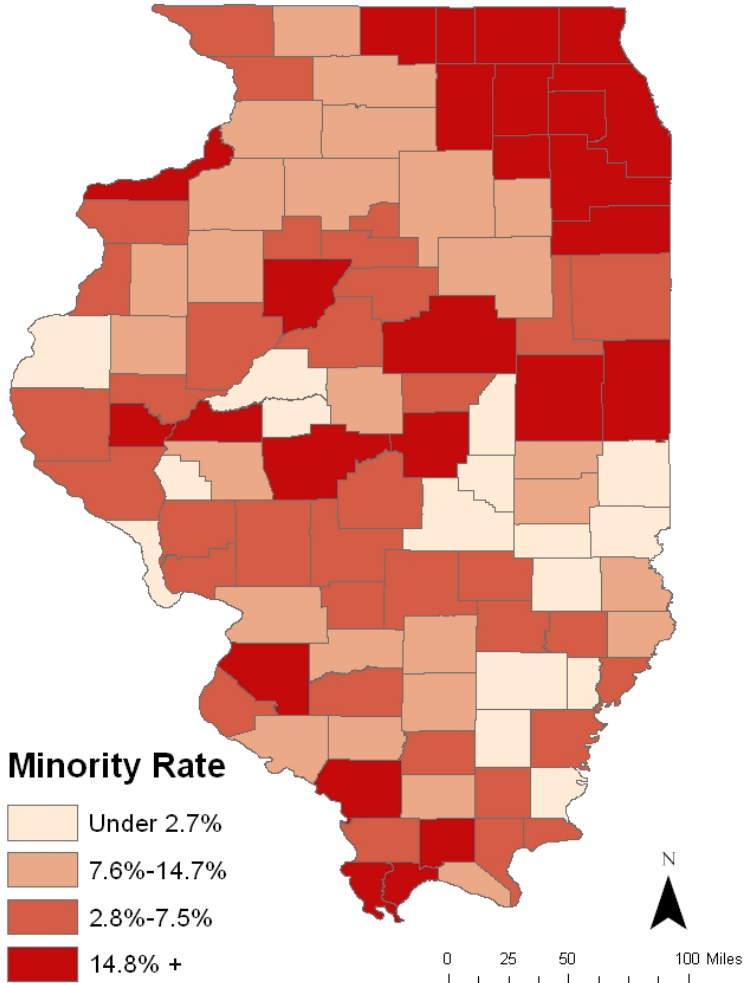 Minority Rate
Under 2.7%
7.6%-14.7%
2.8%-7.5%
14.8% +
N
0 25 50 100 Miles